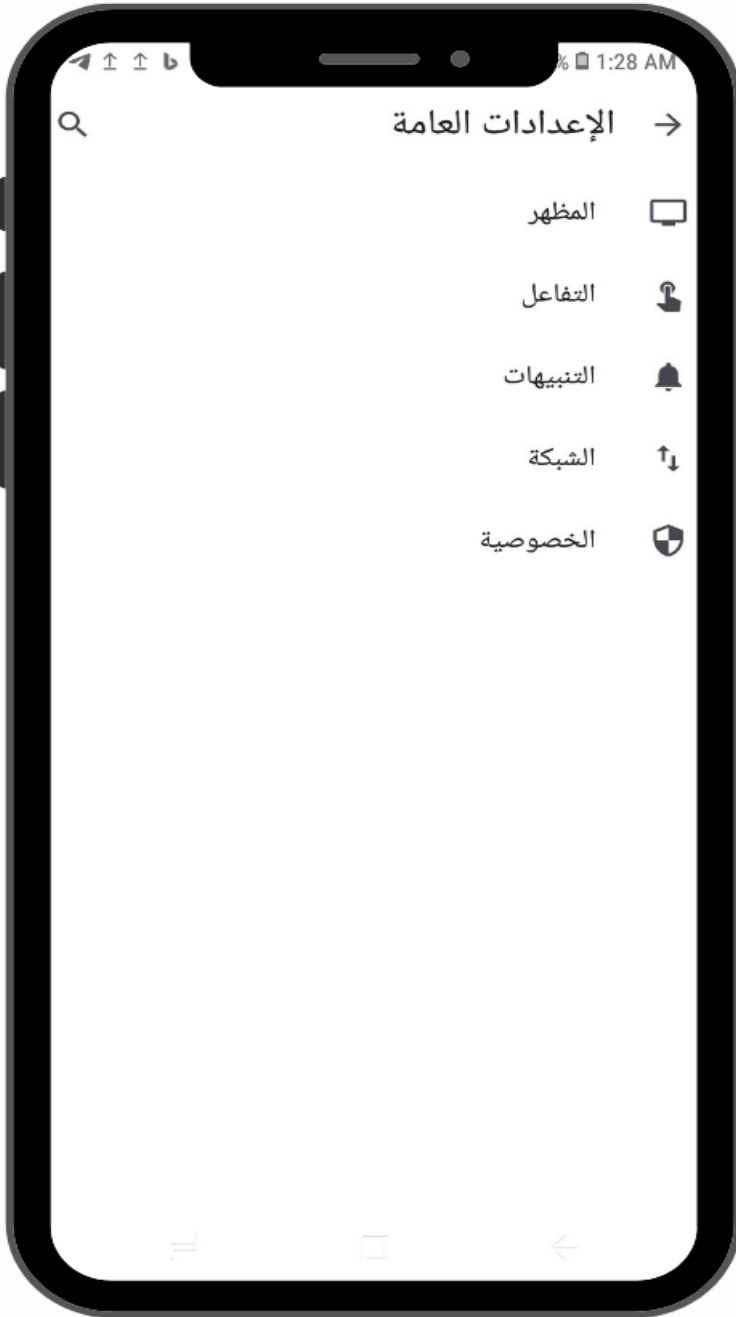 % 1:28 AM
الإعدادات العامة
المظهر
التفاعل
التنبيهات
الشبكة
الخصوصية